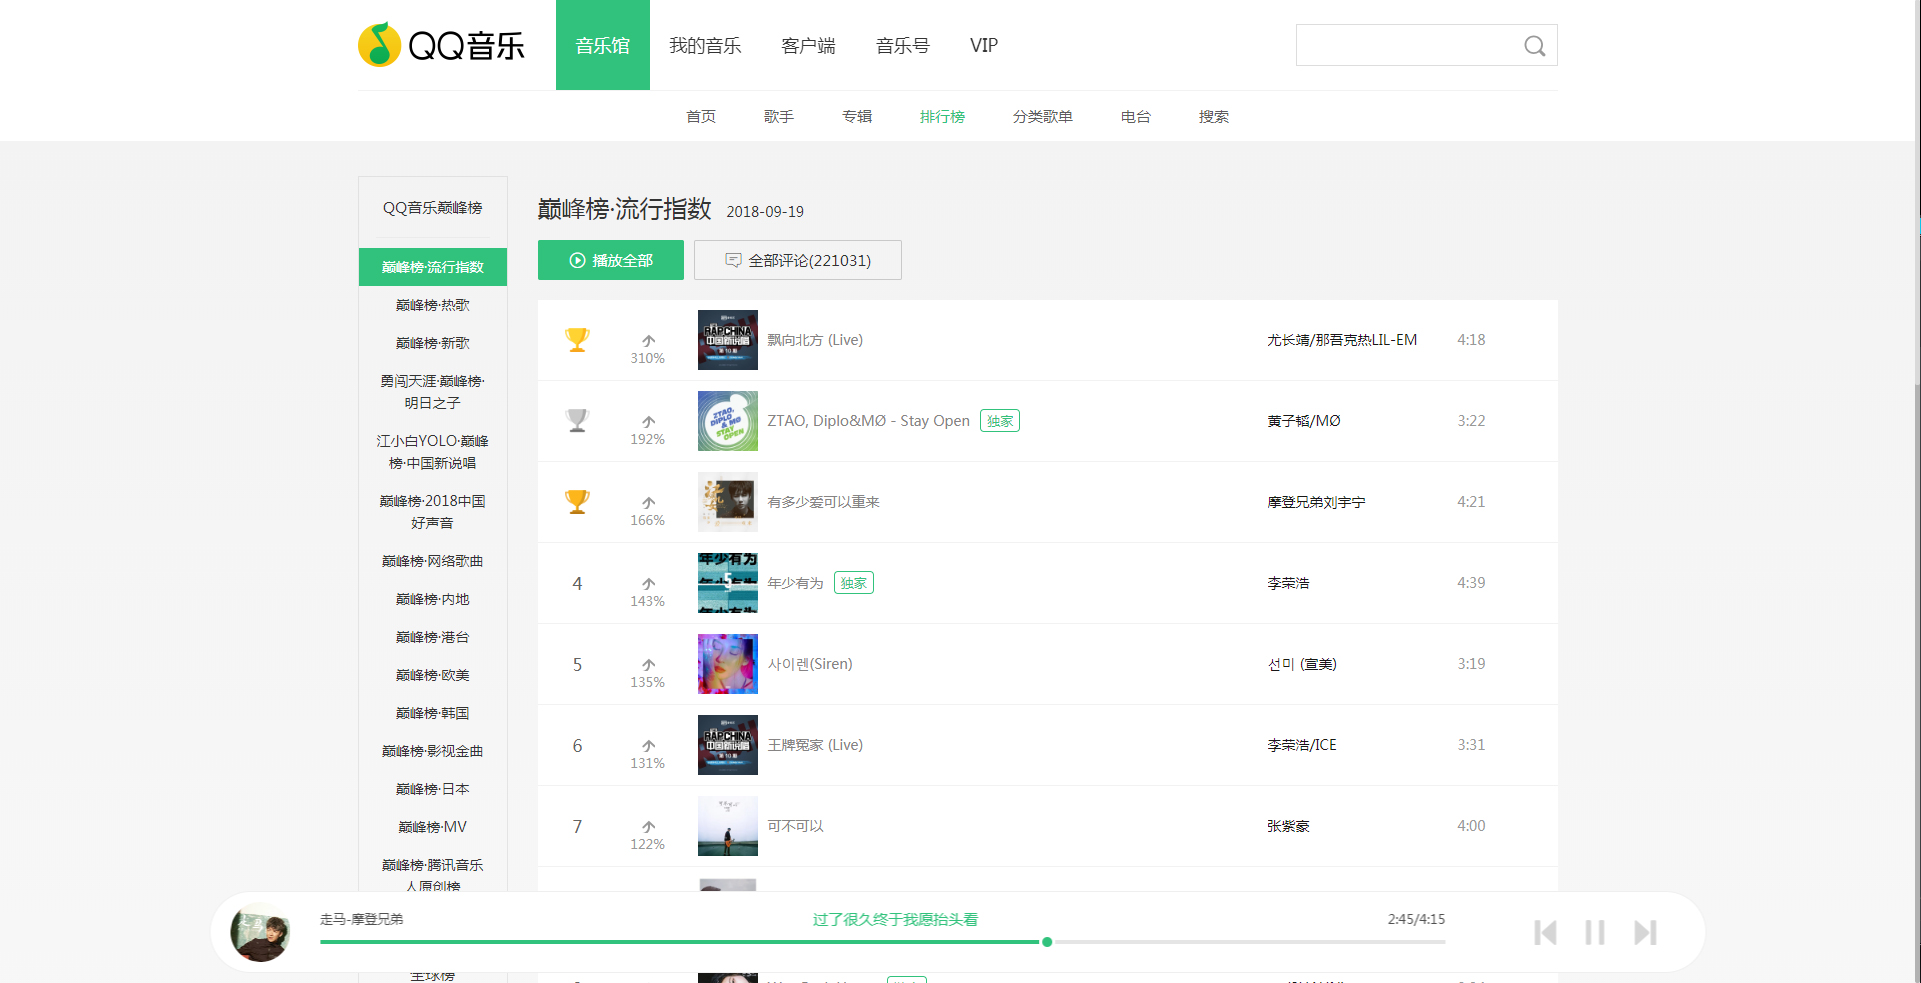 QQ音乐
音乐馆 我的音乐 客户端 音乐号 VIP
首页 歌手 专辑 排行榜 分类歌单 电台 搜索
QQ音乐巅峰榜
巅峰榜·流行指数
巅峰榜·热歌
巅峰榜·新歌
勇闯天涯·巅峰榜·
明日之子
江小白YOLO·巅峰
榜·中国新说唱
巅峰榜·2018中国
好声音
巅峰榜·网络歌曲
巅峰榜·内地
巅峰榜·港台
巅峰榜·欧美
巅峰榜·韩国
巅峰榜·影视金曲
巅峰榜·日本
巅峰榜·MV
巅峰榜·腾讯音乐
人原创榜
全球榜
巅峰榜·流行指数 2018-09-19
播放全部 全部评论(221031)
310% RAPCHINA 中国新说唱 飘向北方 (Live) 尤长靖/那吾克热LIL-EM 4:18
192% ZTAO, DIPLO & MØ STAY OPEN ZTAO, Diplo&MØ - Stay Open 独家 黄子韬/MØ 3:22
166% 有多少爱可以重来 摩登兄弟刘宇宁 4:21
4 143% 年少有为 年少有为 独家 李荣浩 4:39
5 135% 사이렌(Siren) 선미 (宣美) 3:19
6 131% RAPCHINA 中国新说唱 王牌冤家 (Live) 李荣浩/ICE 3:31
7 122% 可不可以 张紫豪 4:00
走马 走马-摩登兄弟 过了很久终于我愿抬头看 2:45/4:15